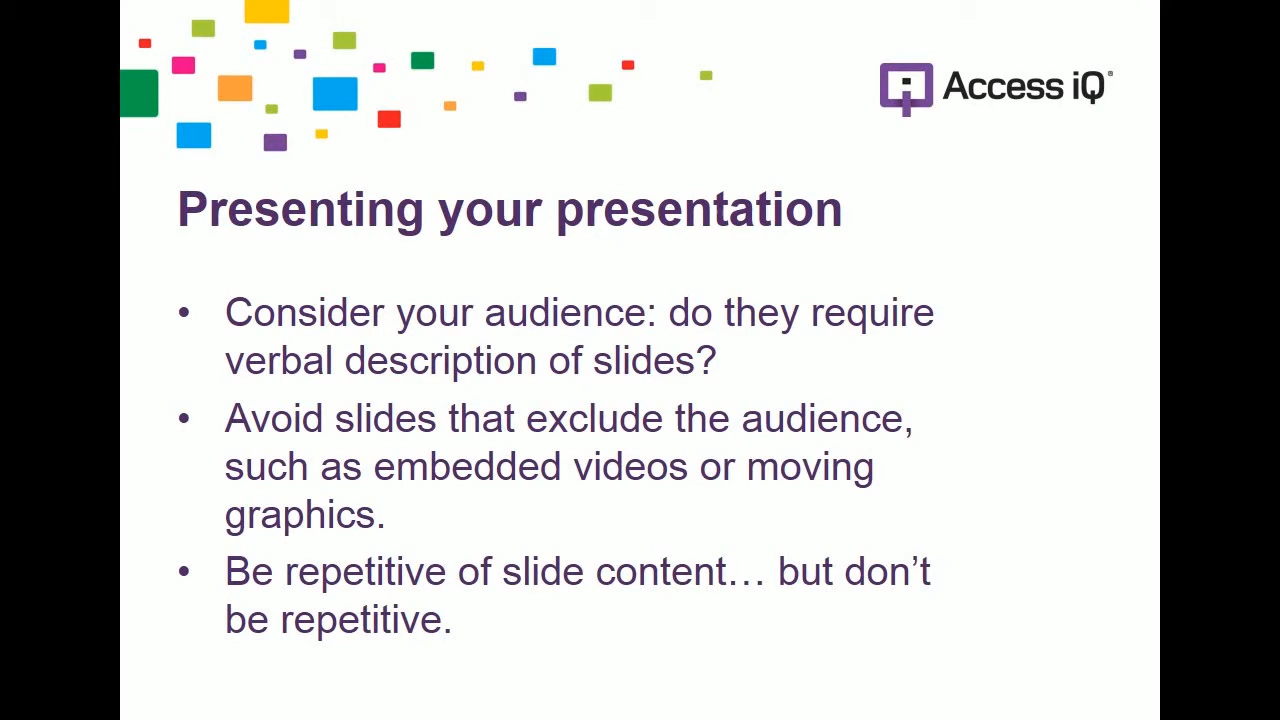 Access iQ®
Presenting your presentation
• Consider your audience: do they require
verbal description of slides?
• Avoid slides that exclude the audience,
such as embedded videos or moving
graphics.
• Be repetitive of slide content… but don’t
be repetitive.